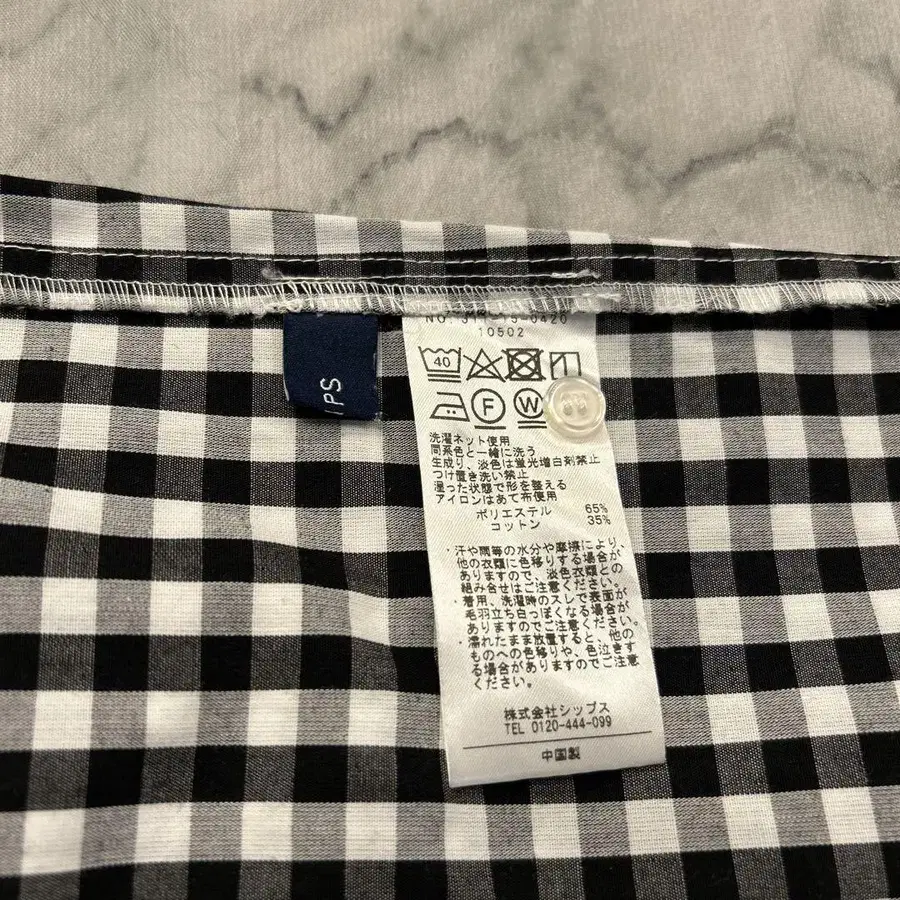 10502
40
F
W
IPS
洗濯ネット使用
同系色と一緒に洗う
生成り、淡色は蛍光増白剤禁止
つけ置き洗い禁止
湿った状態で形を整える
アイロンはあて布使用
ポリエステル 65%
コットン 35%
・汗や雨等の水分や摩擦により、
他の衣類に色移りする場合が
ありますので、淡色衣類との
組み合せはご注意ください。
・着用、洗濯時のスレで表面が
毛羽立ち白っぽくなる場合が
ありますのでご注意ください。
・濡れたまま放置すると、他の
ものへの色移りや、色泣きす
る場合がありますのでご注意
ください。
株式会社シップス
TEL 0120-444-099
中国製